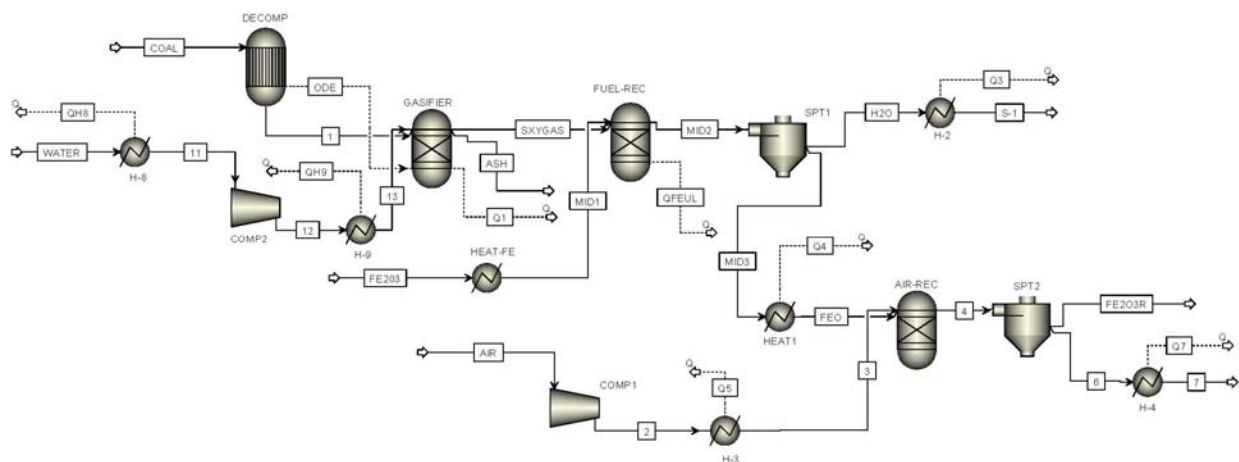 DECOMP
COAL
FUEL-REC
Q
Q3
Q
ODE
GASIFIER
SPT1
Q
QH8
H2O
S-1
1
SXYGAS
MID2
H-2
WATER
11
Q
QH9
ASH
H-8
13
MID1
QFEUL
Q1
Q
Q
COMP2
12
H-9
HEAT-FE
Q4
Q
MID3
FE2O3
AIR-REC
SPT2
FEO
4
FE2O3R
HEAT1
AIR
Q
Q5
3
Q7
Q
COMP1
6
7
H-4
2
H-3